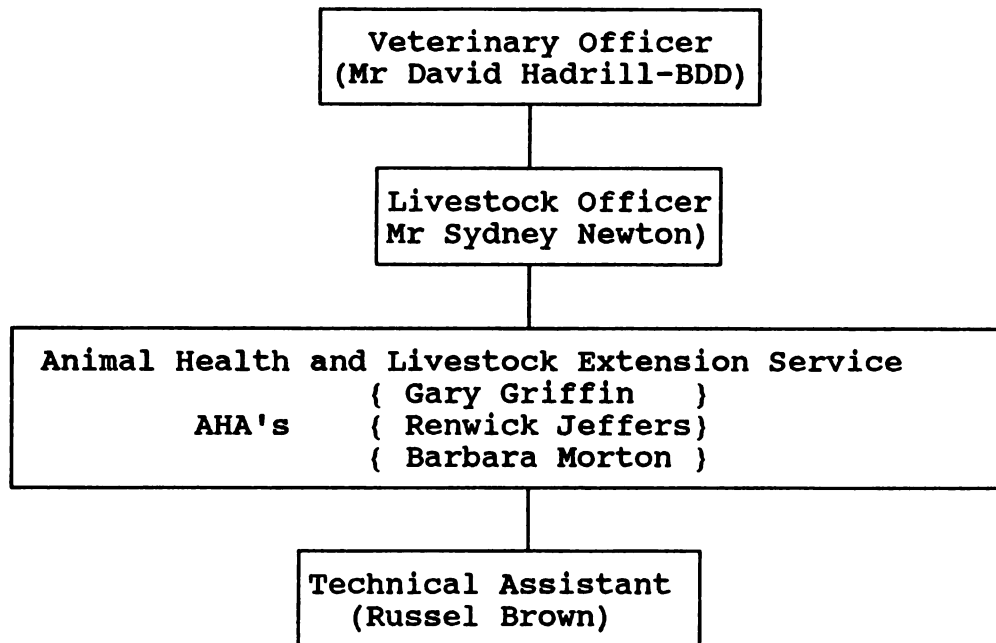 Veterinary Officer
(Mr David Hadrill-BDD)
Livestock Officer
Mr Sydney Newton)
Animal Health and Livestock Extension Service
{ Gary Griffin }
AHA's { Renwick Jeffers}
{ Barbara Morton }
Technical Assistant
(Russel Brown)